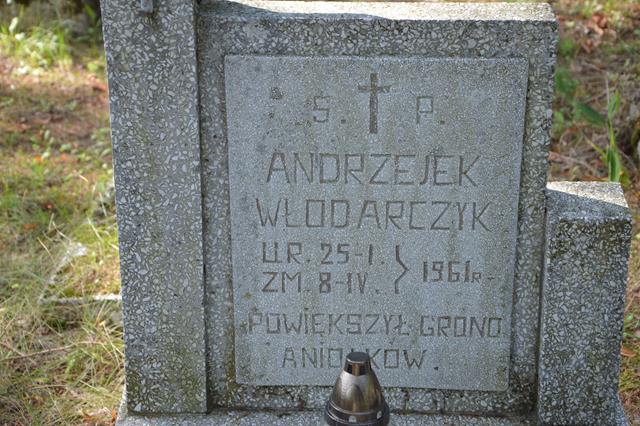 Ś. P.
ANDRZEJEK
WŁODARCZYK
UR. 25-I.
ZM. 8-IV. } 1961R-
POWIĘKSZYŁ GRONO
ANIOŁKÓW.